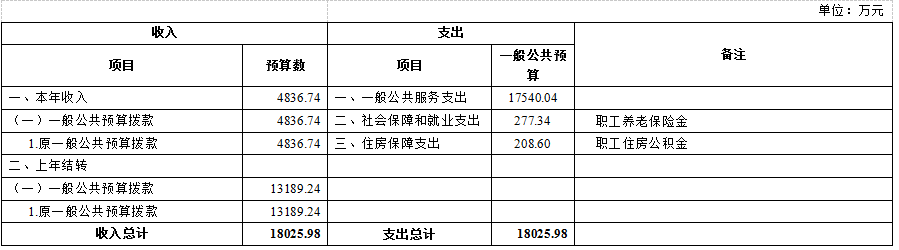 单位：万元
收入 支出 备注
项目 预算数 项目 一般公共预算
一、本年收入 4836.74 一、一般公共服务支出 17540.04
（一）一般公共预算拨款 4836.74 二、社会保障和就业支出 277.34 职工养老保险金
1.原一般公共预算拨款 4836.74 三、住房保障支出 208.60 职工住房公积金
二、上年结转
（一）一般公共预算拨款 13189.24
1.原一般公共预算拨款 13189.24
收入总计 18025.98 支出总计 18025.98